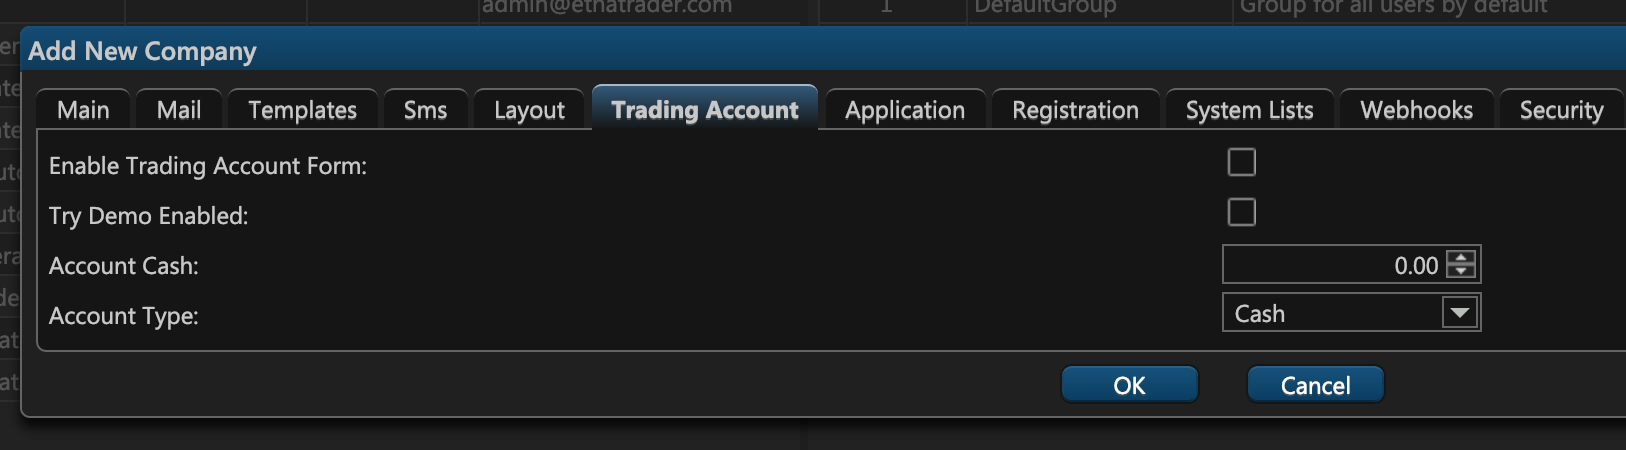 admin@ethatrader.com 1 DefaultGroup Group for all users by default
Add New Company
Main Mail Templates Sms Layout Trading Account Application Registration System Lists Webhooks Security
Enable Trading Account Form:
Try Demo Enabled:
Account Cash: 0.00
Account Type: Cash
OK Cancel